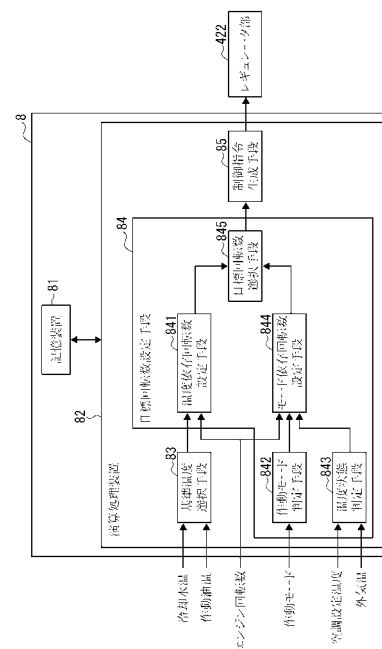 8
81
記憶装置
82
演算処理装置
84
目標回転数設定手段
83
基準温度
選択手段
841
温度依存回転数
設定手段
845
目標回転数
選択手段
85
制御指令
生成手段
422
レギュレータ部
842
作動モード
判定手段
844
モード依存回転数
設定手段
843
温度状態
判定手段
冷却水温
作動油温
エンジン回転数
作動モード
空調設定温度
外気温